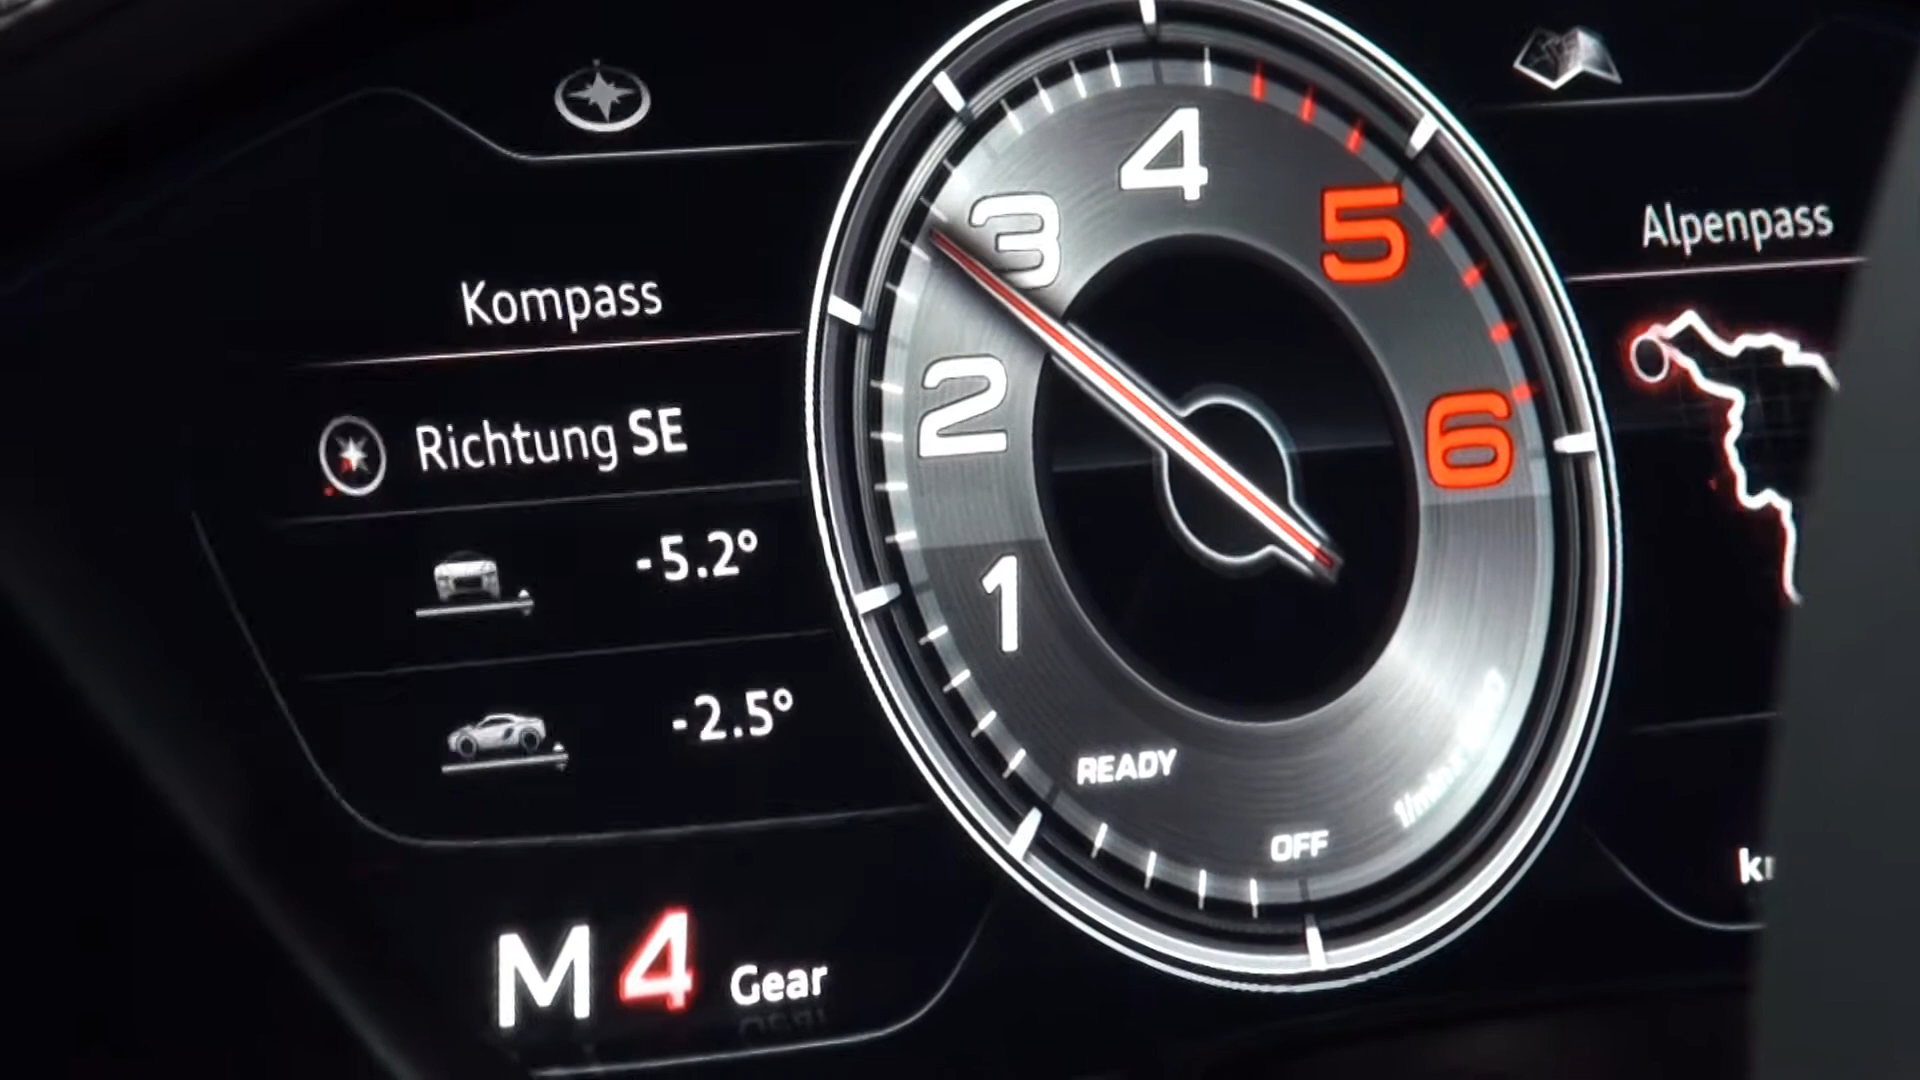 Kompass
Richtung SE
-5.2°
-2.5°
M 4 Gear
1
2
3
4
5
6
READY
OFF
Alpenpass